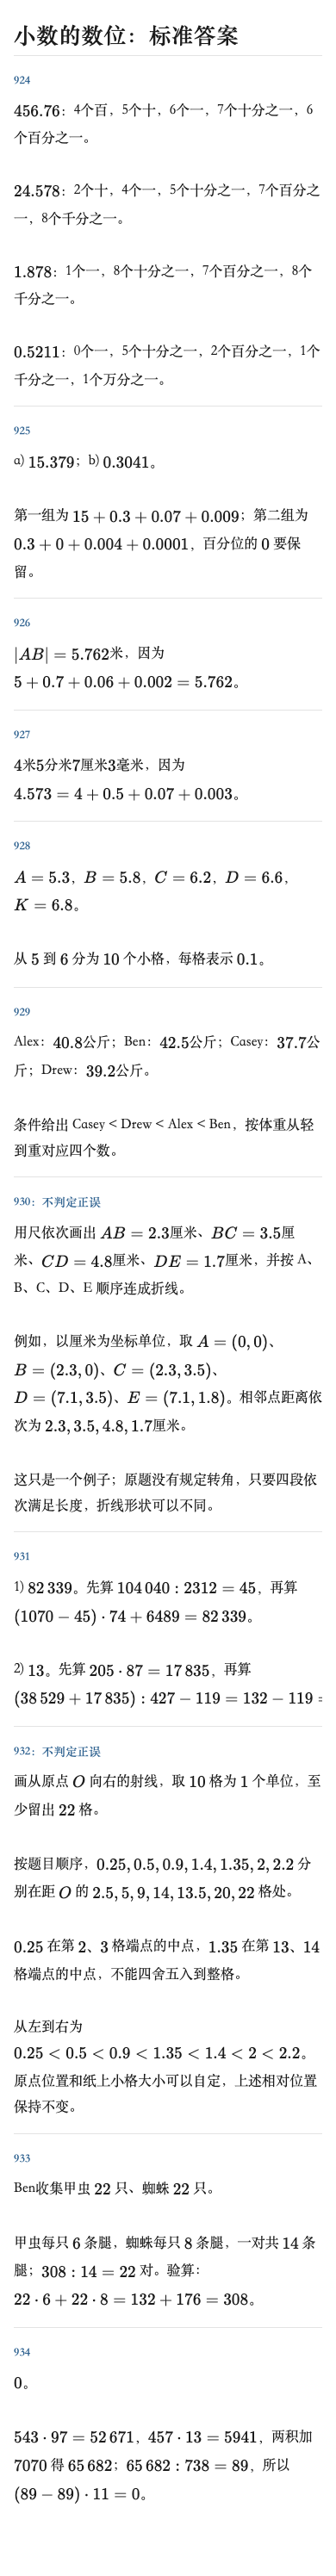 小数的数位：标准答案
924
456.76：4个百，5个十，6个一，7个十分之一，6
个百分之一。
24.578：2个十，4个一，5个十分之一，7个百分之
一，8个千分之一。
1.878：1个一，8个十分之一，7个百分之一，8个
千分之一。
0.5211：0个一，5个十分之一，2个百分之一，1个
千分之一，1个万分之一。
925
a) 15.379；b) 0.3041。
第一组为 15 + 0.3 + 0.07 + 0.009；第二组为
0.3 + 0 + 0.004 + 0.0001，百分位的 0 要保
留。
926
|AB| = 5.762米，因为
5 + 0.7 + 0.06 + 0.002 = 5.762。
927
4米5分米7厘米3毫米，因为
4.573 = 4 + 0.5 + 0.07 + 0.003。
928
A = 5.3，B = 5.8，C = 6.2，D = 6.6，
K = 6.8。
从 5 到 6 分为 10 个小格，每格表示 0.1。
929
Alex：40.8公斤；Ben：42.5公斤；Casey：37.7公
斤；Drew：39.2公斤。
条件给出 Casey < Drew < Alex < Ben，按体重从轻
到重对应四个数。
930：不判定正误
用尺依次画出 AB = 2.3厘米、BC = 3.5厘
米、CD = 4.8厘米、DE = 1.7厘米，并按 A、
B、C、D、E 顺序连成折线。
例如，以厘米为坐标单位，取 A = (0, 0)、
B = (2.3, 0)、C = (2.3, 3.5)、
D = (7.1, 3.5)、E = (7.1, 1.8)。相邻点距离依
次为 2.3, 3.5, 4.8, 1.7厘米。
这只是一个例子；原题没有规定转角，只要四段依
次满足长度，折线形状可以不同。
931
1) 82 339。先算 104 040 : 2312 = 45，再算
(1070 − 45) · 74 + 6489 = 82 339。
2) 13。先算 205 · 87 = 17 835，再算
(38 529 + 17 835) : 427 − 119 = 132 − 119 =
932：不判定正误
画从原点 O 向右的射线，取 10 格为 1 个单位，至
少留出 22 格。
按题目顺序，0.25, 0.5, 0.9, 1.4, 1.35, 2, 2.2 分
别在距 O 的 2.5, 5, 9, 14, 13.5, 20, 22 格处。
0.25 在第 2、3 格端点的中点，1.35 在第 13、14
格端点的中点，不能四舍五入到整格。
从左到右为
0.25 < 0.5 < 0.9 < 1.35 < 1.4 < 2 < 2.2。
原点位置和纸上小格大小可以自定，上述相对位置
保持不变。
933
Ben收集甲虫 22 只、蜘蛛 22 只。
甲虫每只 6 条腿，蜘蛛每只 8 条腿，一对共 14 条
腿；308 : 14 = 22 对。验算：
22 · 6 + 22 · 8 = 132 + 176 = 308。
934
0。
543 · 97 = 52 671，457 · 13 = 5941，两积加
7070 得 65 682；65 682 : 738 = 89，所以
(89 − 89) · 11 = 0。